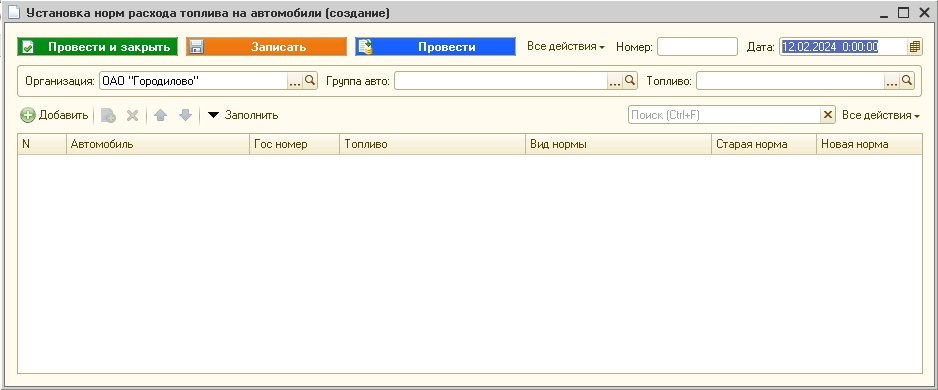 Установка норм расхода топлива на автомобили (создание)
Провести и закрыть Записать Провести Все действия Номер: Дата: 12.02.2024 0:00:00
Организация: ОАО "Городилово" ... Группа авто: ... Топливо: ...
Добавить Заполнить Поиск (Ctrl+F) Все действия
N Автомобиль Гос номер Топливо Вид нормы Старая норма Новая норма